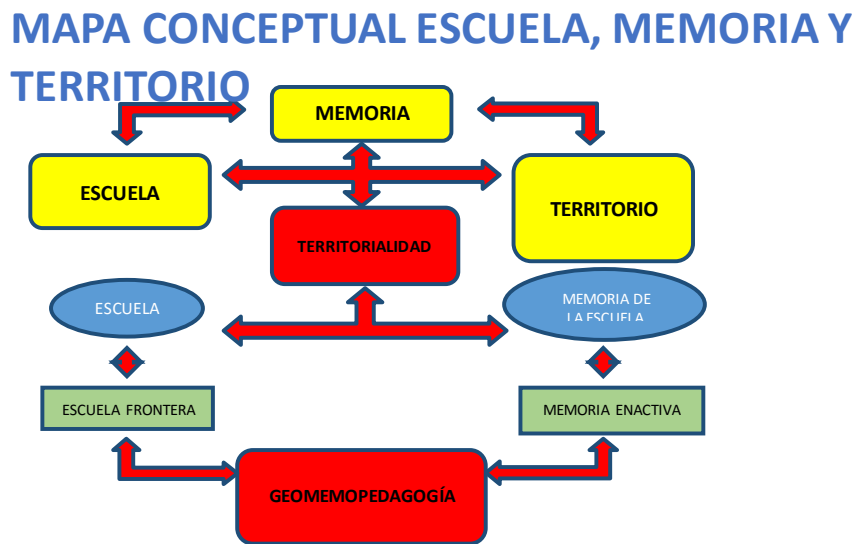 MAPA CONCEPTUAL ESCUELA, MEMORIA Y
TERRITORIO
MEMORIA
ESCUELA
TERRITORIO
TERRITORIALIDAD
ESCUELA
MEMORIA DE
LA ESCUELA
ESCUELA FRONTERA
MEMORIA ENACTIVA
GEOMEMOPEDAGOGÍA